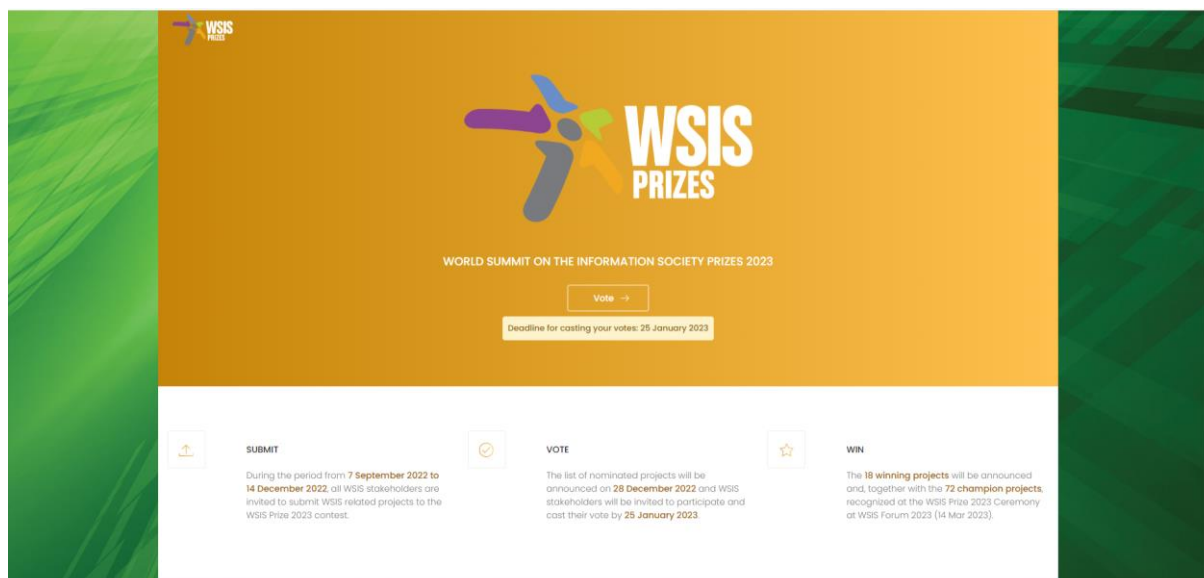 WSIS
PRIZES
WSIS
PRIZES
WORLD SUMMIT ON THE INFORMATION SOCIETY PRIZES 2023
Vote →
Deadline for casting your votes: 25 January 2023
SUBMIT
During the period from 7 September 2022 to
14 December 2022, all WSIS stakeholders are
invited to submit WSIS related projects to the
WSIS Prize 2023 contest.
VOTE
The list of nominated projects will be
announced on 28 December 2022 and WSIS
stakeholders will be invited to participate and
cast their vote by 25 January 2023.
WIN
The 18 winning projects will be announced
and, together with the 72 champion projects,
recognized at the WSIS Prize 2023 Ceremony
at WSIS Forum 2023 (14 Mar 2023).